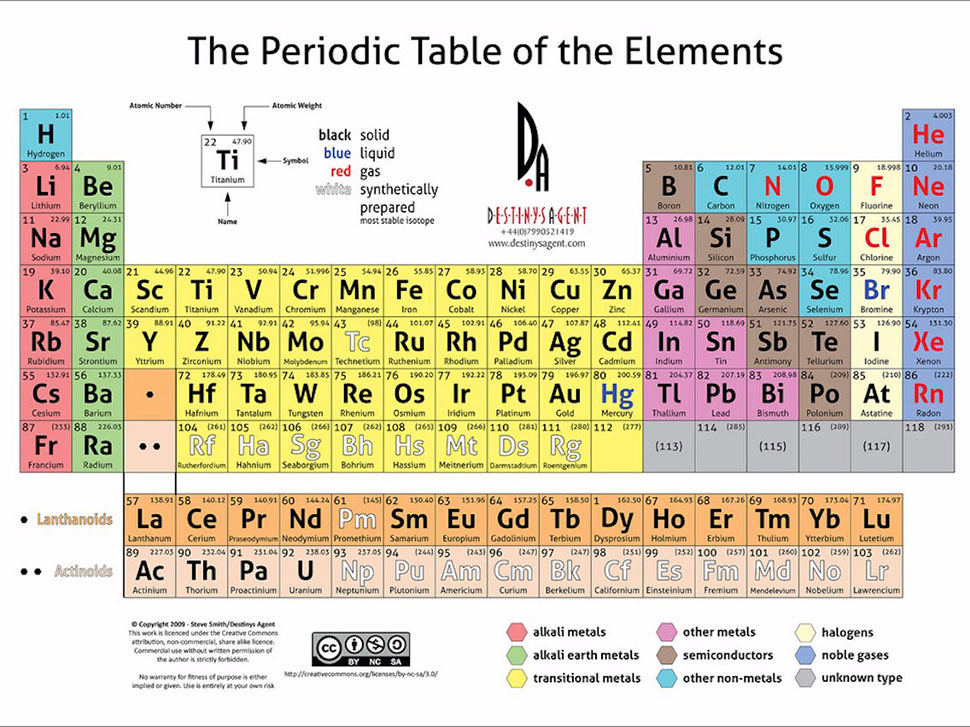 The Periodic Table of the Elements
Atomic Number Atomic Weight
22 47.90
Ti
Titanium
Symbol
Name
black solid
blue liquid
red gas
white synthetically
prepared
most stable isotope
D.A
D·E·S·T·I·N·Y·S A·G·E·N·T
+44(0)7990521419
www.destinysagent.com
1 1.01 2 4.003
H He
Hydrogen Helium
3 6.94 4 9.01 5 10.81 6 12.01 7 14.01 8 15.999 9 18.998 10 20.18
Li Be B C N O F Ne
Lithium Beryllium Boron Carbon Nitrogen Oxygen Fluorine Neon
11 22.99 12 24.31 13 26.98 14 28.09 15 30.97 16 32.06 17 35.45 18 39.95
Na Mg Al Si P S Cl Ar
Sodium Magnesium Aluminium Silicon Phosphorus Sulfur Chlorine Argon
19 39.10 20 40.08 21 44.96 22 47.90 23 50.94 24 51.996 25 54.94 26 55.85 27 58.93 28 58.70 29 63.55 30 65.37 31 69.72 32 72.59 33 74.92 34 78.96 35 79.90 36 83.80
K Ca Sc Ti V Cr Mn Fe Co Ni Cu Zn Ga Ge As Se Br Kr
Potassium Calcium Scandium Titanium Vanadium Chromium Manganese Iron Cobalt Nickel Copper Zinc Gallium Germanium Arsenic Selenium Bromine Krypton
37 85.47 38 87.62 39 88.91 40 91.22 41 92.91 42 95.94 43 (98) 44 101.07 45 102.91 46 106.40 47 107.87 48 112.41 49 114.82 50 118.69 51 121.75 52 127.60 53 126.90 54 131.30
Rb Sr Y Z Nb Mo Tc Ru Rh Pd Ag Cd In Sn Sb Te I Xe
Rubidium Strontium Yttrium Zirconium Niobium Molybdenum Technetium Ruthenium Rhodium Palladium Silver Cadmium Indium Tin Antimony Tellurium Iodine Xenon
55 132.91 56 137.33 72 178.49 73 180.95 74 183.85 75 186.21 76 190.20 77 192.22 78 195.09 79 196.97 80 200.59 81 204.37 82 207.19 83 208.98 84 (209) 85 (210) 86 (222)
Cs Ba • Hf Ta W Re Os Ir Pt Au Hg Tl Pb Bi Po At Rn
Cesium Barium Hafnium Tantalum Tungsten Rhenium Osmium Iridium Platinum Gold Mercury Thallium Lead Bismuth Polonium Astatine Radon
87 (233) 88 226.03 104 (261) 105 (262) 106 (266) 107 (262) 108 (265) 109 (266) 110 (281) 111 (280) 112 (277) 114 (285) 116 (289) 118 (293)
Fr Ra •• Rf Ha Sg Bh Hs Mt Ds Rg (113) (115) (117)
Francium Radium Rutherfordium Hahnium Seaborgium Bohrium Hassium Meitnerium Darmstadtium Roentgenium
57 138.91 58 140.12 59 140.91 60 144.24 61 (145) 62 150.40 63 151.96 64 157.25 65 158.50 1 162.50 67 164.93 68 167.26 69 168.93 70 173.04 71 174.97
• Lanthanoids La Ce Pr Nd Pm Sm Eu Gd Tb Dy Ho Er Tm Yb Lu
Lanthanum Cerium Praseodymium Neodymium Promethium Samarium Europium Gadolinium Terbium Dysprosium Holmium Erbium Thulium Ytterbium Lutetium
89 227.03 90 232.04 91 231.04 92 238.03 93 237.05 94 (244) 95 (243) 96 (247) 97 (247) 98 (251) 99 (252) 100 (257) 101 (260) 102 (259) 103 (262)
•• Actinoids Ac Th Pa U Np Pu Am Cm Bk Cf Es Fm Md No Lr
Actinium Thorium Proactinium Uranium Neptunium Plutonium Americium Curium Berkelium Californium Einsteinium Fremium Mendelevium Nobelium Lawrencium
© Copyright 2009 - Steve Smith/Destinys Agent
This work is licenced under the Creative Commons
attribution, non-commercial, share alike licence.
Commercial use without written permission of
the author is strictly forbidden.
No warranty for fitness of purpose is either
implied or given. Use is entirely at your own risk
cc BY NC SA
http://creativecommons.org/licenses/by-nc-sa/3.0/
alkali metals other metals halogens
alkali earth metals semiconductors noble gases
transitional metals other non-metals unknown type